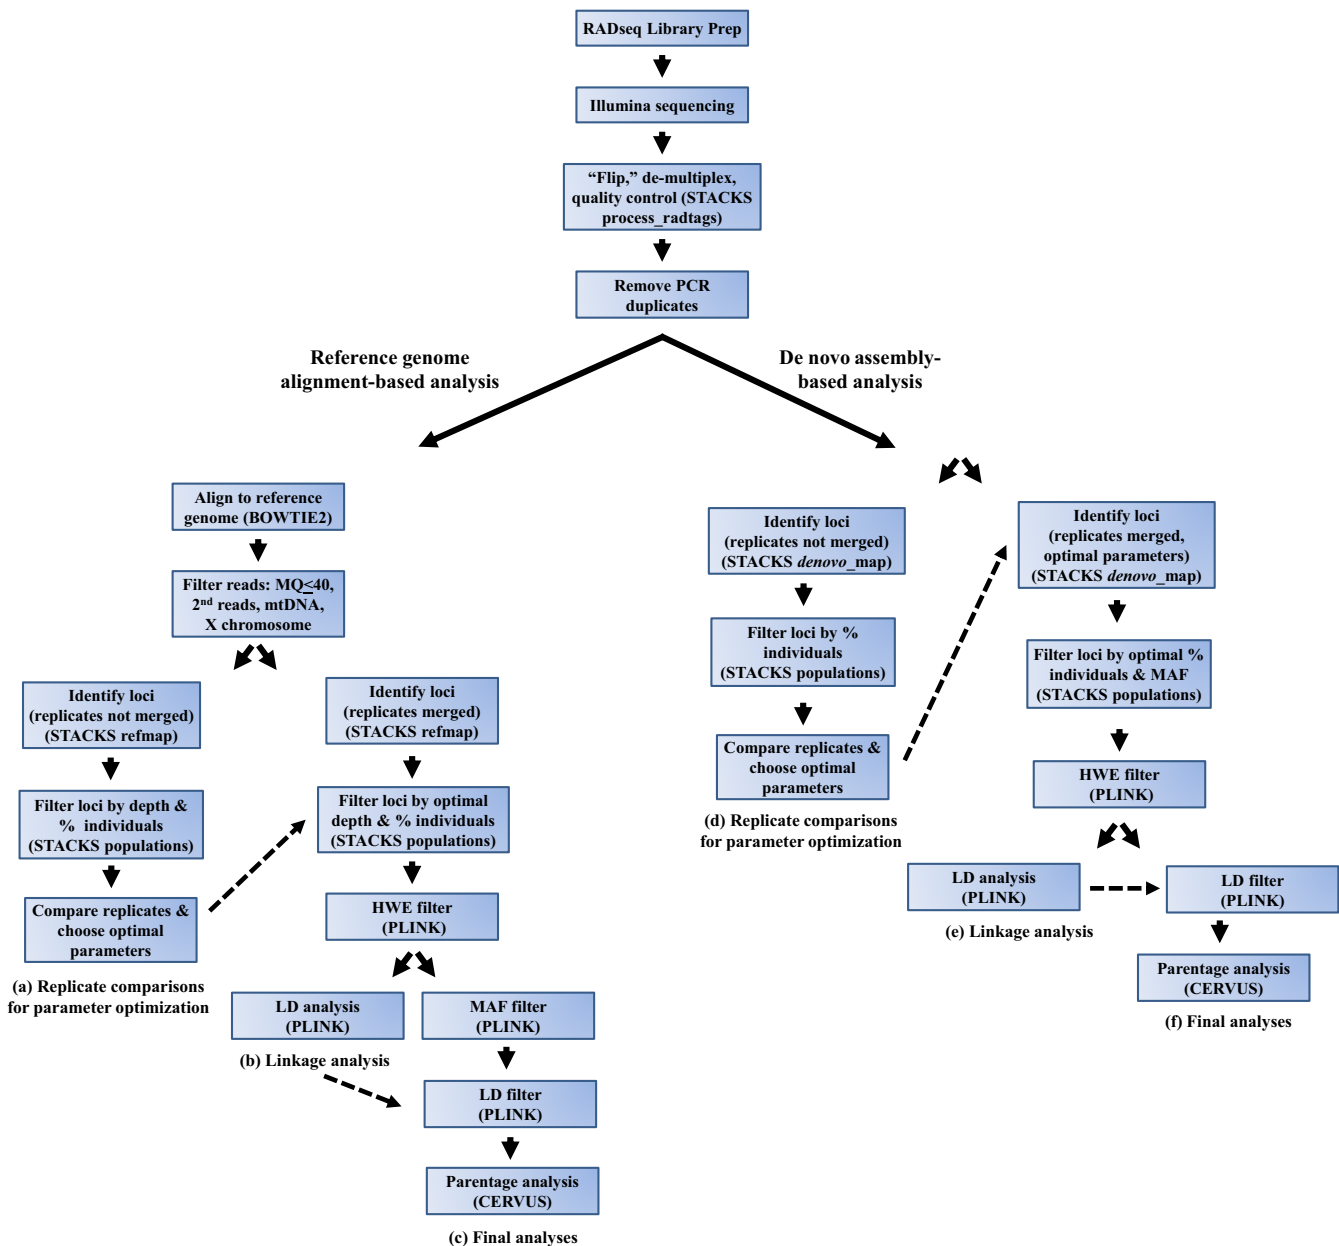 RADseq Library Prep
Illumina sequencing
“Flip,” de-multiplex,
quality control (STACKS
process_radtags)
Remove PCR
duplicates
Reference genome
alignment-based analysis
De novo assembly-
based analysis
Align to reference
genome (BOWTIE2)
Filter reads: MQ≤40,
2nd reads, mtDNA,
X chromosome
Identify loci
(replicates not merged)
(STACKS refmap)
Filter loci by depth &
% individuals
(STACKS populations)
Compare replicates &
choose optimal
parameters
(a) Replicate comparisons
for parameter optimization
Identify loci
(replicates merged)
(STACKS refmap)
Filter loci by optimal
depth & % individuals
(STACKS populations)
HWE filter
(PLINK)
LD analysis
(PLINK)
(b) Linkage analysis
MAF filter
(PLINK)
LD filter
(PLINK)
Parentage analysis
(CERVUS)
(c) Final analyses
Identify loci
(replicates not merged)
(STACKS denovo_map)
Filter loci by %
individuals
(STACKS populations)
Compare replicates &
choose optimal
parameters
(d) Replicate comparisons
for parameter optimization
Identify loci
(replicates merged,
optimal parameters)
(STACKS denovo_map)
Filter loci by optimal %
individuals & MAF
(STACKS populations)
HWE filter
(PLINK)
LD analysis
(PLINK)
(e) Linkage analysis
LD filter
(PLINK)
Parentage analysis
(CERVUS)
(f) Final analyses